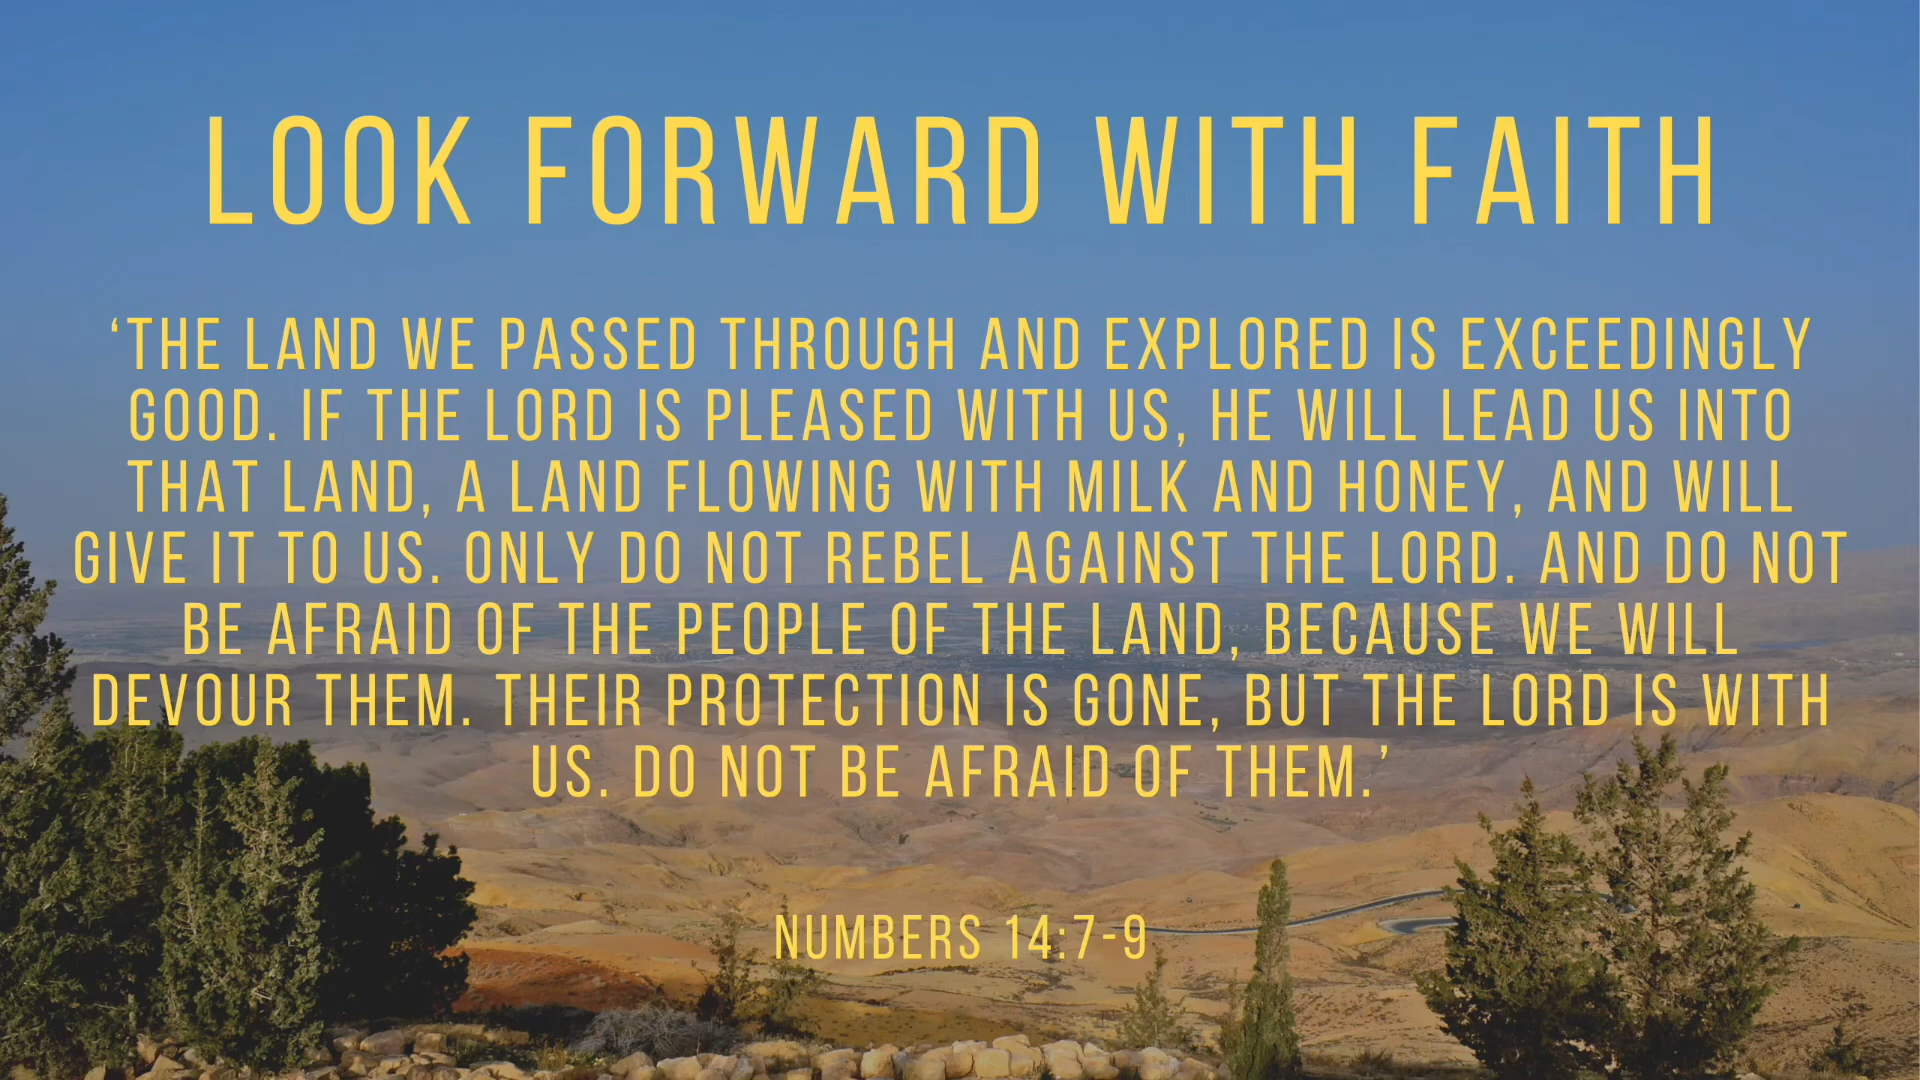 LOOK FORWARD WITH FAITH
‘THE LAND WE PASSED THROUGH AND EXPLORED IS EXCEEDINGLY
GOOD. IF THE LORD IS PLEASED WITH US, HE WILL LEAD US INTO
THAT LAND, A LAND FLOWING WITH MILK AND HONEY, AND WILL
GIVE IT TO US. ONLY DO NOT REBEL AGAINST THE LORD. AND DO NOT
BE AFRAID OF THE PEOPLE OF THE LAND, BECAUSE WE WILL
DEVOUR THEM. THEIR PROTECTION IS GONE, BUT THE LORD IS WITH
US. DO NOT BE AFRAID OF THEM.’
NUMBERS 14:7-9